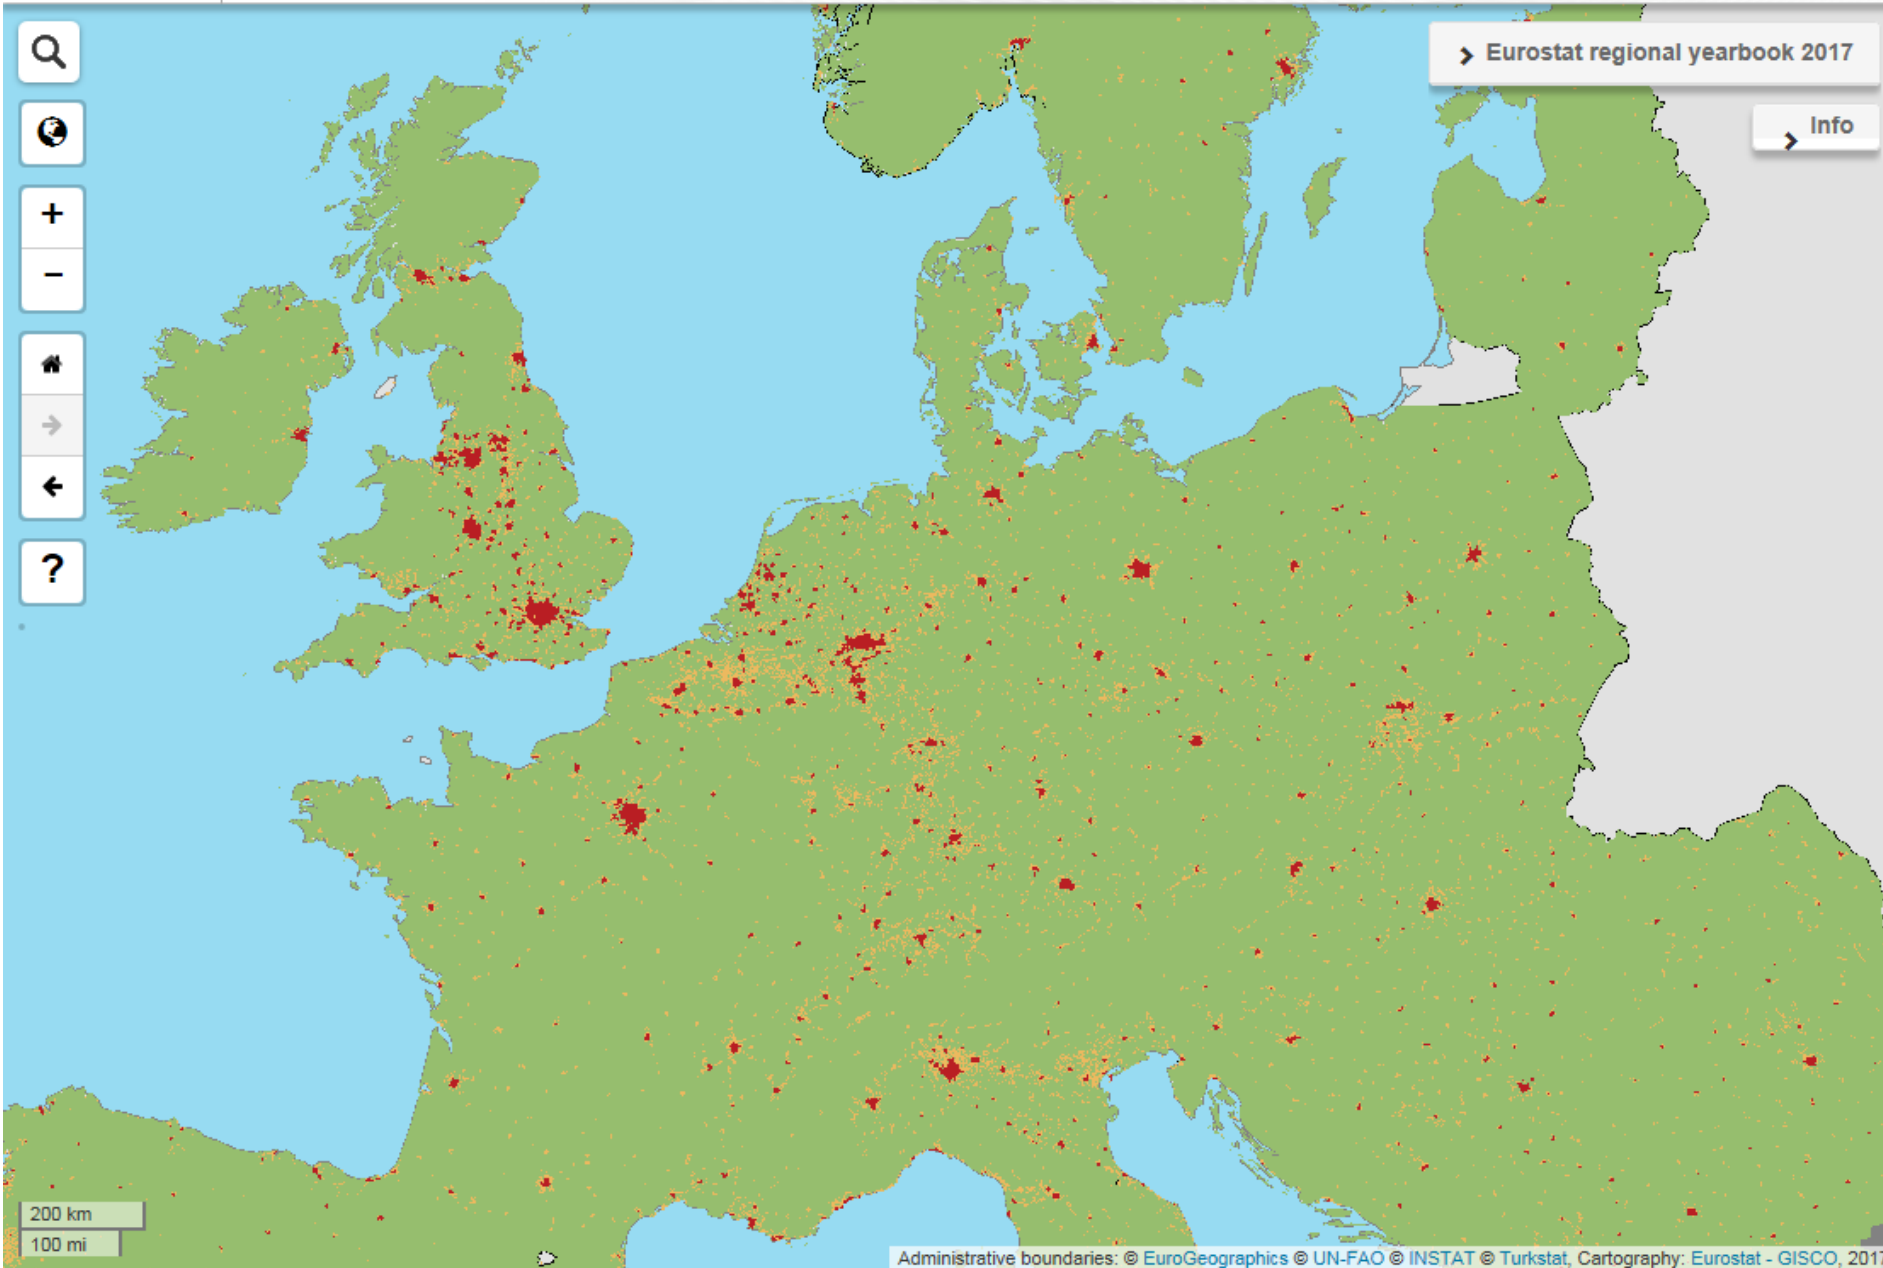 Eurostat regional yearbook 2017
Info
+
−
?
200 km
100 mi
Administrative boundaries: © EuroGeographics © UN-FAO © INSTAT © Turkstat, Cartography: Eurostat - GISCO, 2017